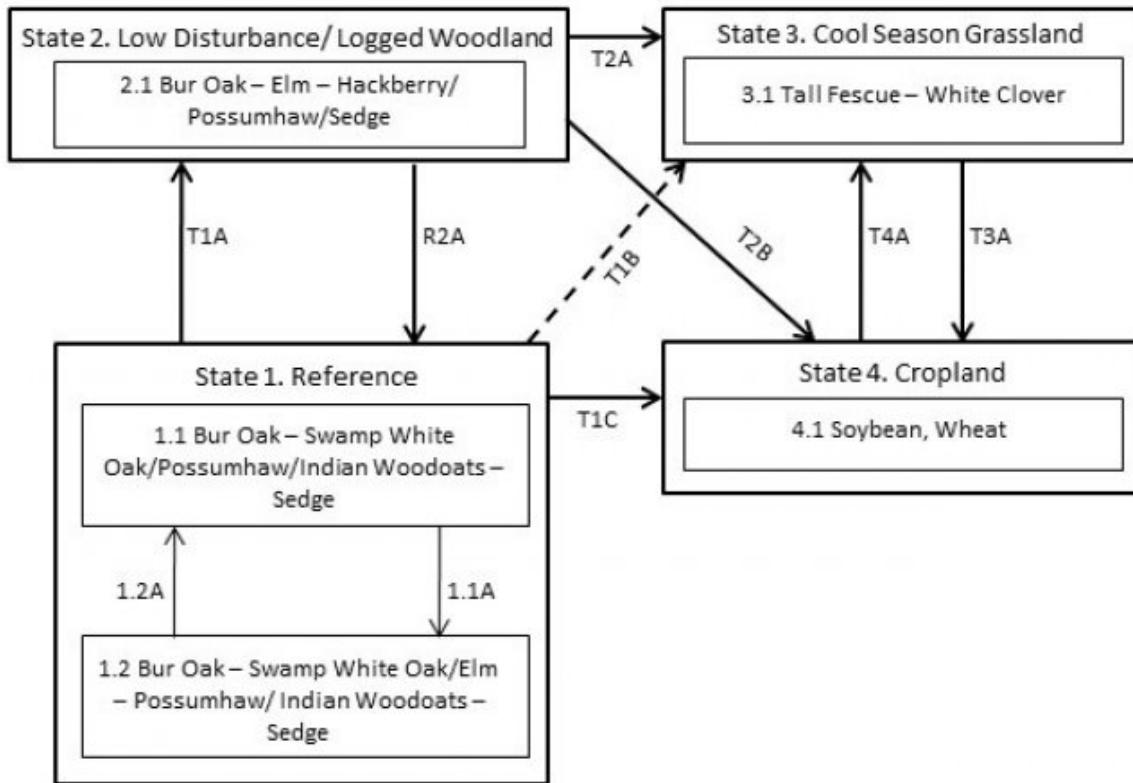 State 2. Low Disturbance/ Logged Woodland
2.1 Bur Oak – Elm – Hackberry/
Possumhaw/Sedge
T2A
State 3. Cool Season Grassland
3.1 Tall Fescue – White Clover
T1A
R2A
T1B
T2B
T4A
T3A
State 1. Reference
1.1 Bur Oak – Swamp White
Oak/Possumhaw/Indian Woodoats –
Sedge
1.2A
1.1A
1.2 Bur Oak – Swamp White Oak/Elm
– Possumhaw/ Indian Woodoats –
Sedge
T1C
State 4. Cropland
4.1 Soybean, Wheat